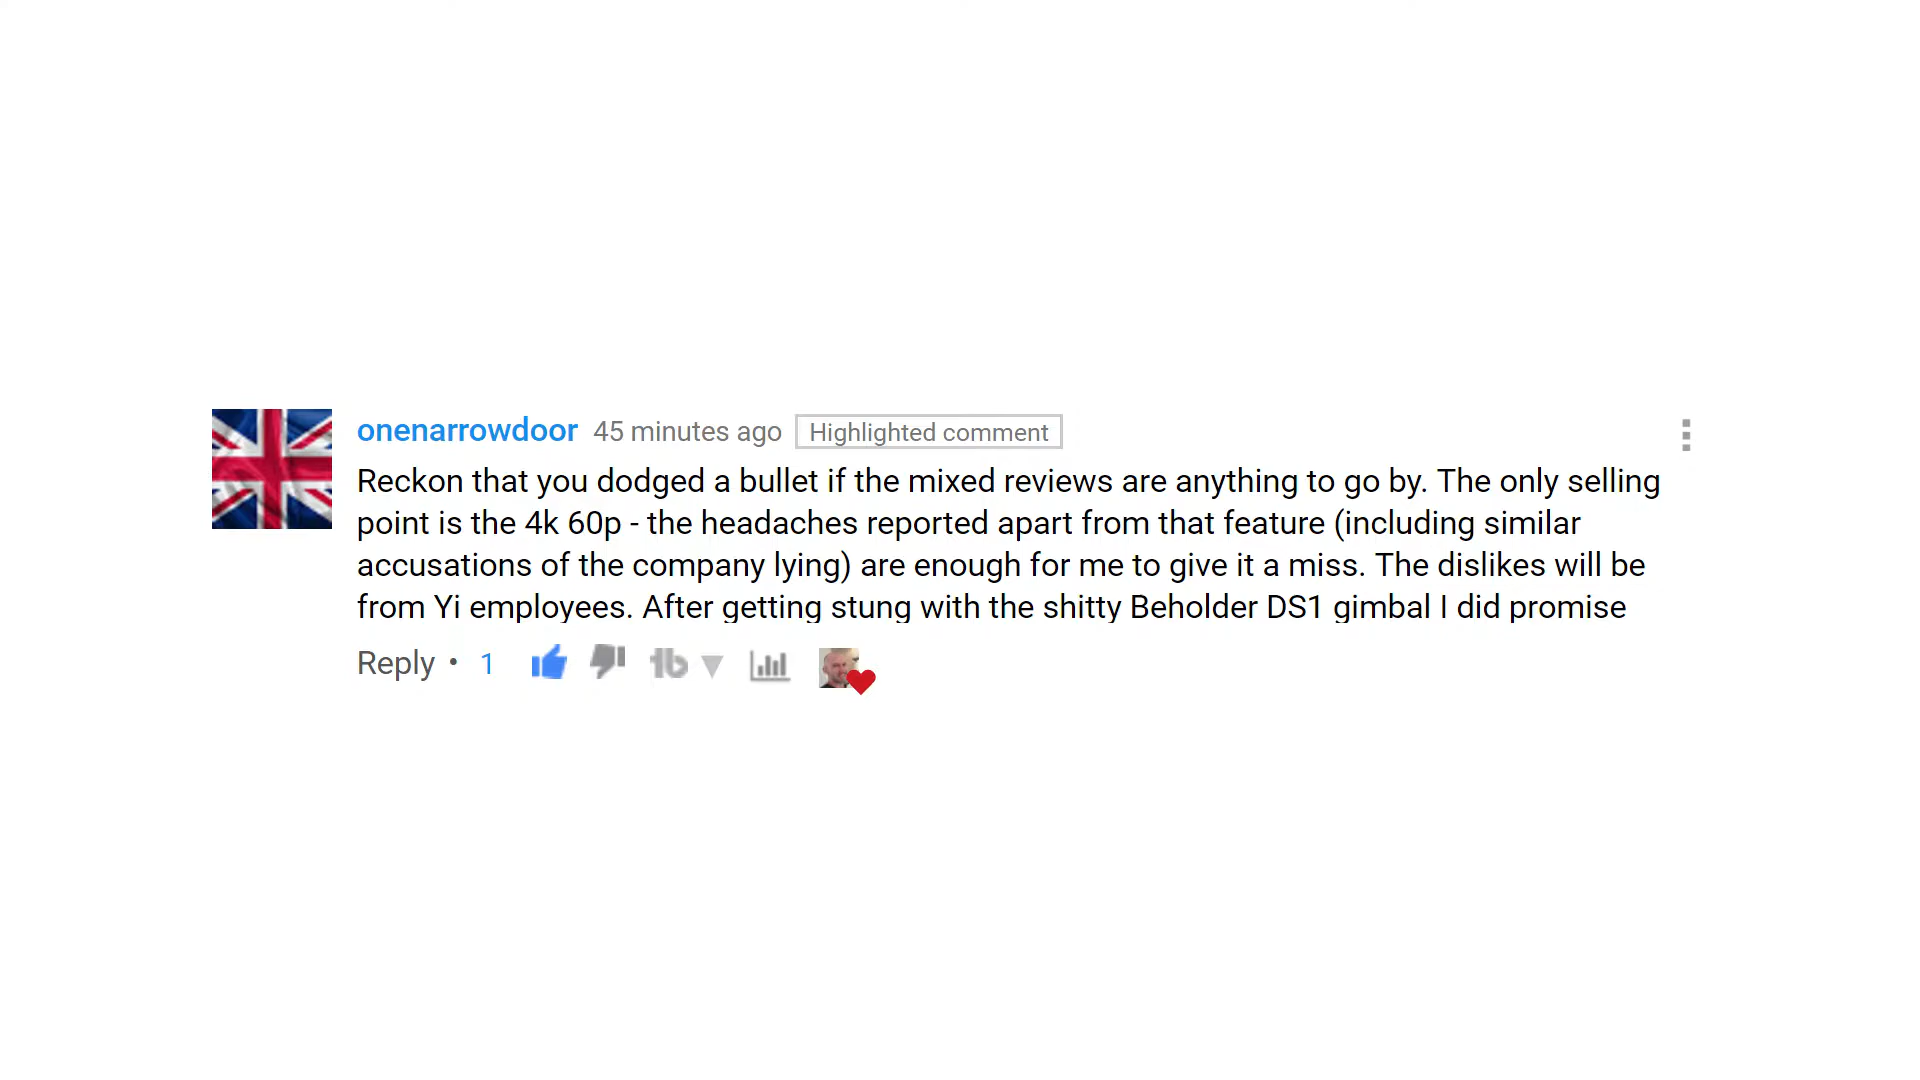 onenarrowdoor 45 minutes ago Highlighted comment
Reckon that you dodged a bullet if the mixed reviews are anything to go by. The only selling
point is the 4k 60p - the headaches reported apart from that feature (including similar
accusations of the company lying) are enough for me to give it a miss. The dislikes will be
from Yi employees. After getting stung with the shitty Beholder DS1 gimbal I did promise
Reply • 1 tb